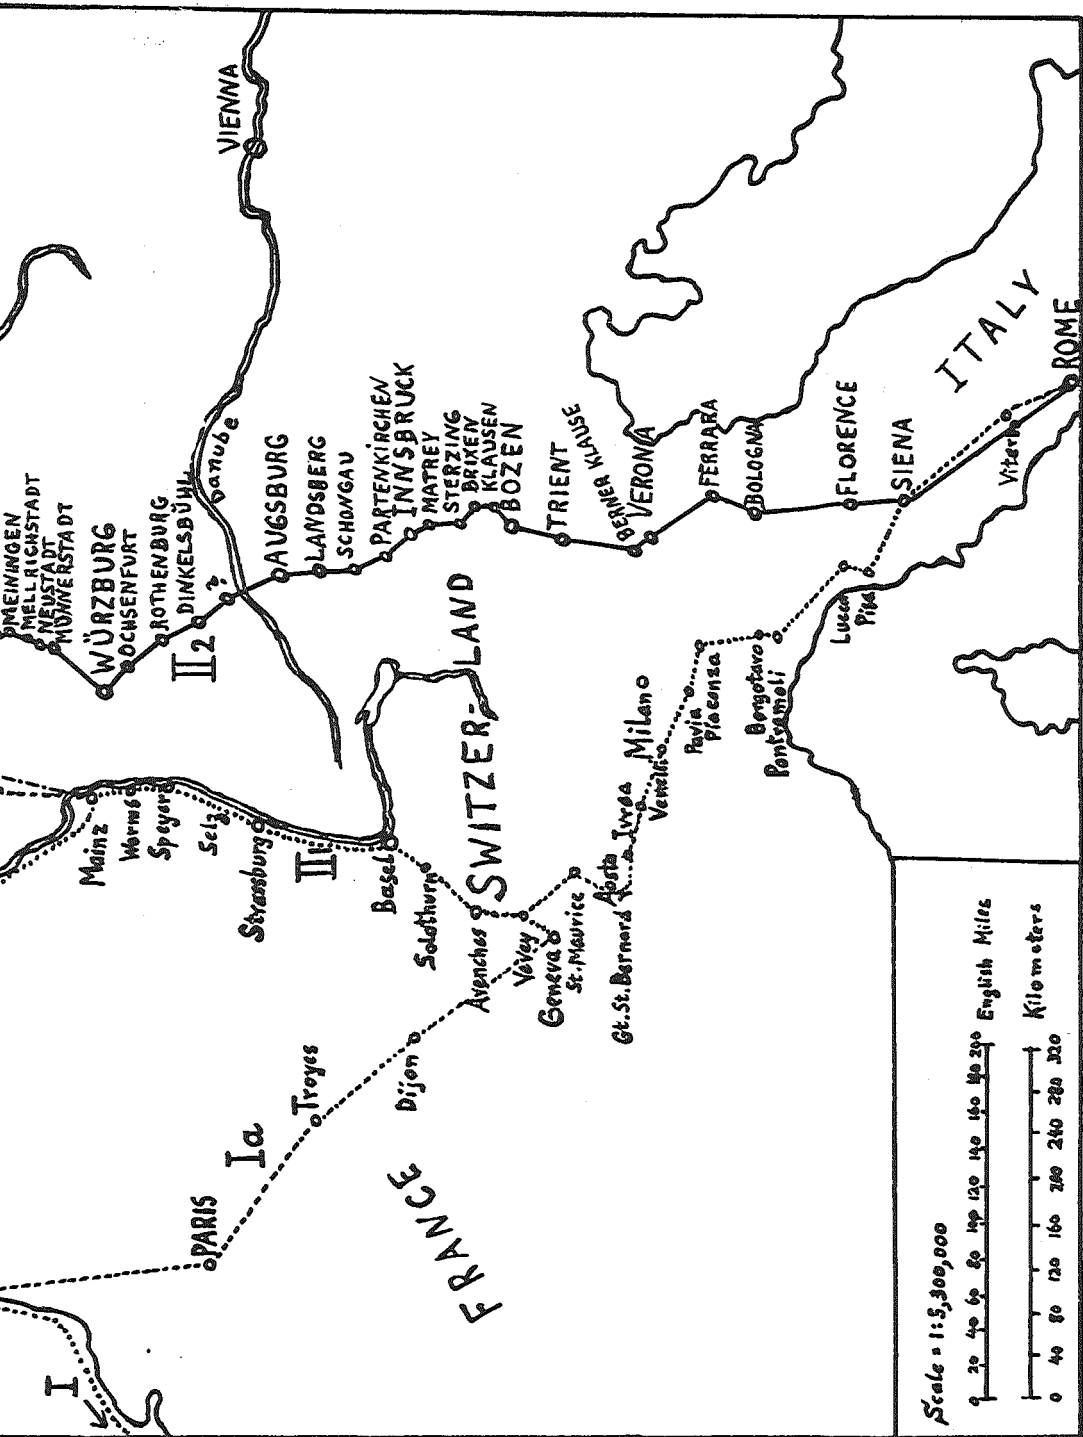 VIENNA
Danube
MEININGEN
MELLRICHSTADT
NEUSTADT
MÜNNERSTADT
WÜRZBURG
OCHSENFURT
ROTHENBURG
DINKELSBÜHL
?
II2
AUGSBURG
LANDSBERG
SCHONGAU
PARTENKIRCHEN
INNSBRUCK
MATREY
STERZING
BRIXEN
KLAUSEN
BOZEN
TRIENT
BERNER KLAUSE
VERONA
FERRARA
BOLOGNA
FLORENCE
SIENA
Viterbo
ROME
ITALY
Mainz
Worms
Speyer
Selz
Strassburg
II1
Basel
Solothurn
Avenches
Vevey
Geneva
St. Maurice
Gt. St. Bernard
Aosta
Ivrea
Vercelli
Milano
Pavia
Piacenza
Borgotaro
Pontremoli
Lucca
Pisa
SWITZER-
LAND
I
PARIS
Ia
Troyes
Dijon
FRANCE
Scale = 1:5,300,000
0 20 40 60 80 100 120 140 160 180 200 English Miles
0 40 80 120 160 200 240 280 320 Kilometers